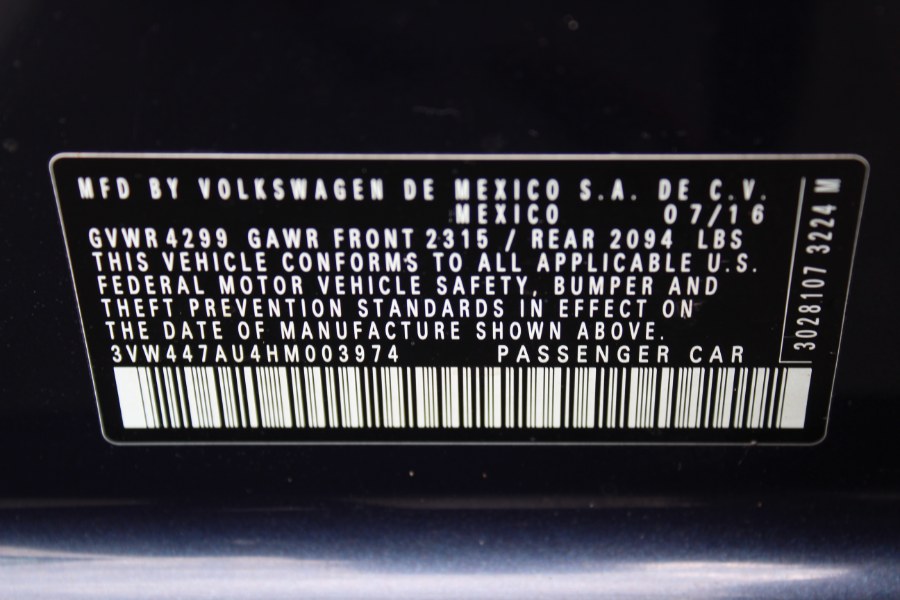 MFD BY VOLKSWAGEN DE MEXICO S.A. DE C.V.
MEXICO 07/16
GVWR 4299 GAWR FRONT 2315 / REAR 2094 LBS
THIS VEHICLE CONFORMS TO ALL APPLICABLE U.S.
FEDERAL MOTOR VEHICLE SAFETY, BUMPER AND
THEFT PREVENTION STANDARDS IN EFFECT ON
THE DATE OF MANUFACTURE SHOWN ABOVE.
3VW447AU4HM003974 PASSENGER CAR
3028107 3224 M